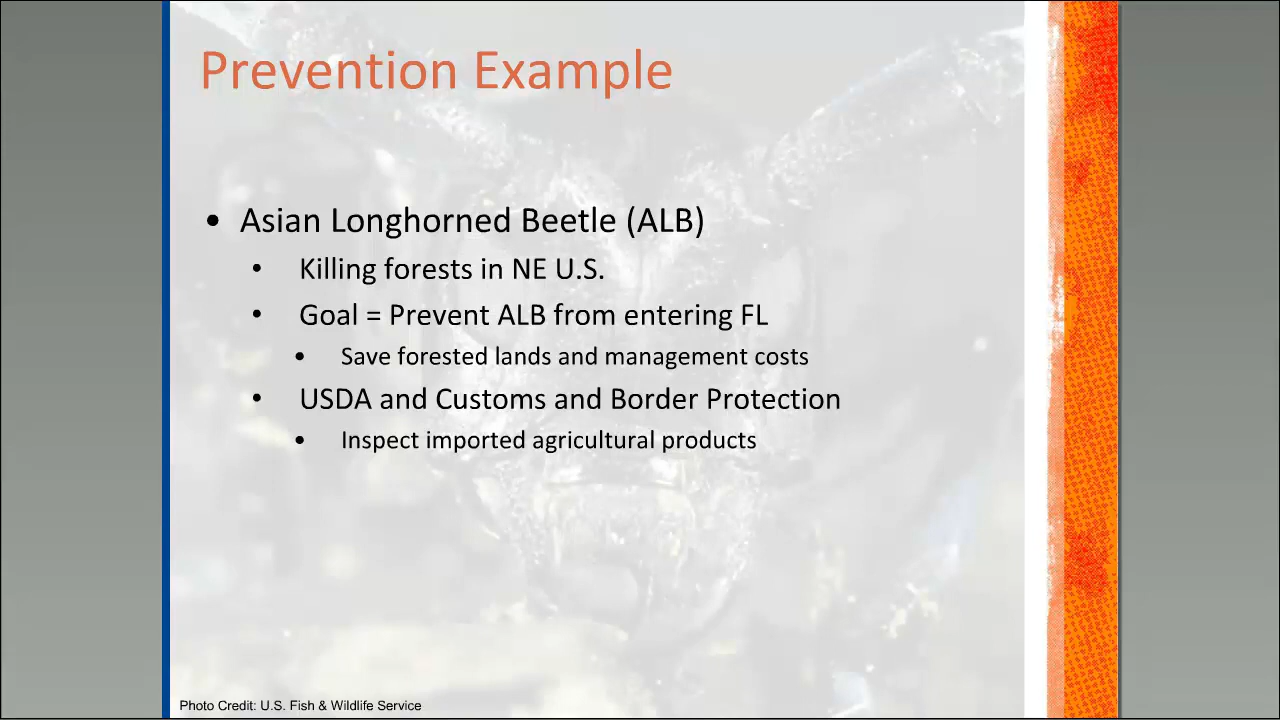 Prevention Example
• Asian Longhorned Beetle (ALB)
• Killing forests in NE U.S.
• Goal = Prevent ALB from entering FL
• Save forested lands and management costs
• USDA and Customs and Border Protection
• Inspect imported agricultural products
Photo Credit: U.S. Fish & Wildlife Service